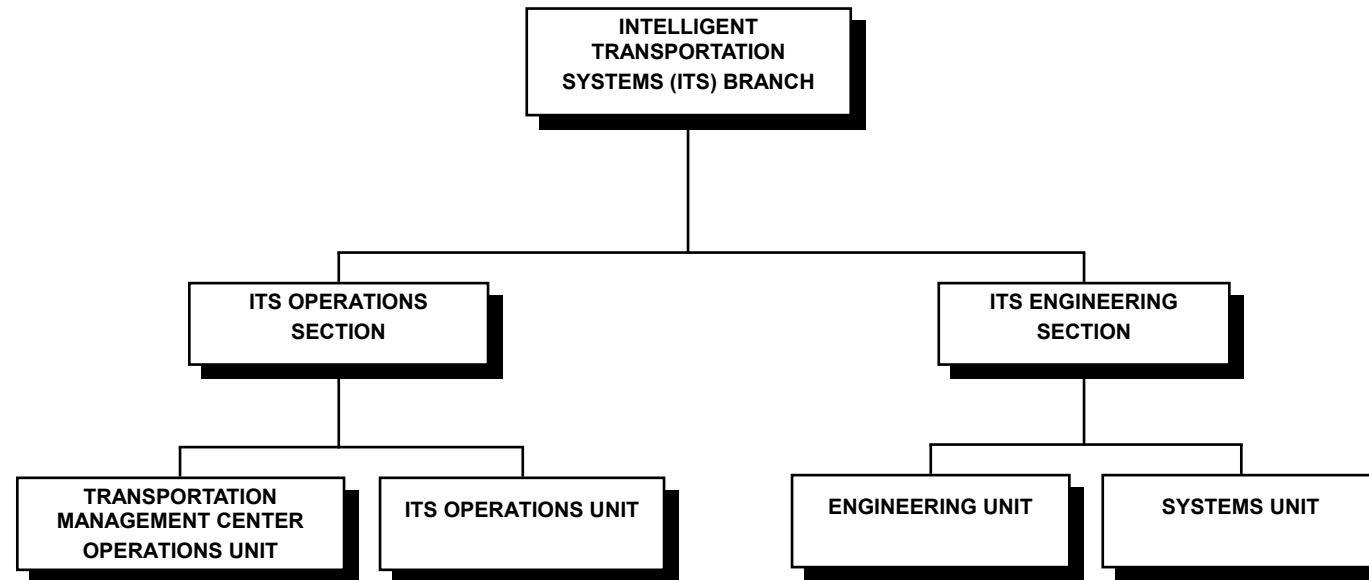 INTELLIGENT
TRANSPORTATION
SYSTEMS (ITS) BRANCH
ITS OPERATIONS
SECTION
ITS ENGINEERING
SECTION
TRANSPORTATION
MANAGEMENT CENTER
OPERATIONS UNIT
ITS OPERATIONS UNIT
ENGINEERING UNIT
SYSTEMS UNIT